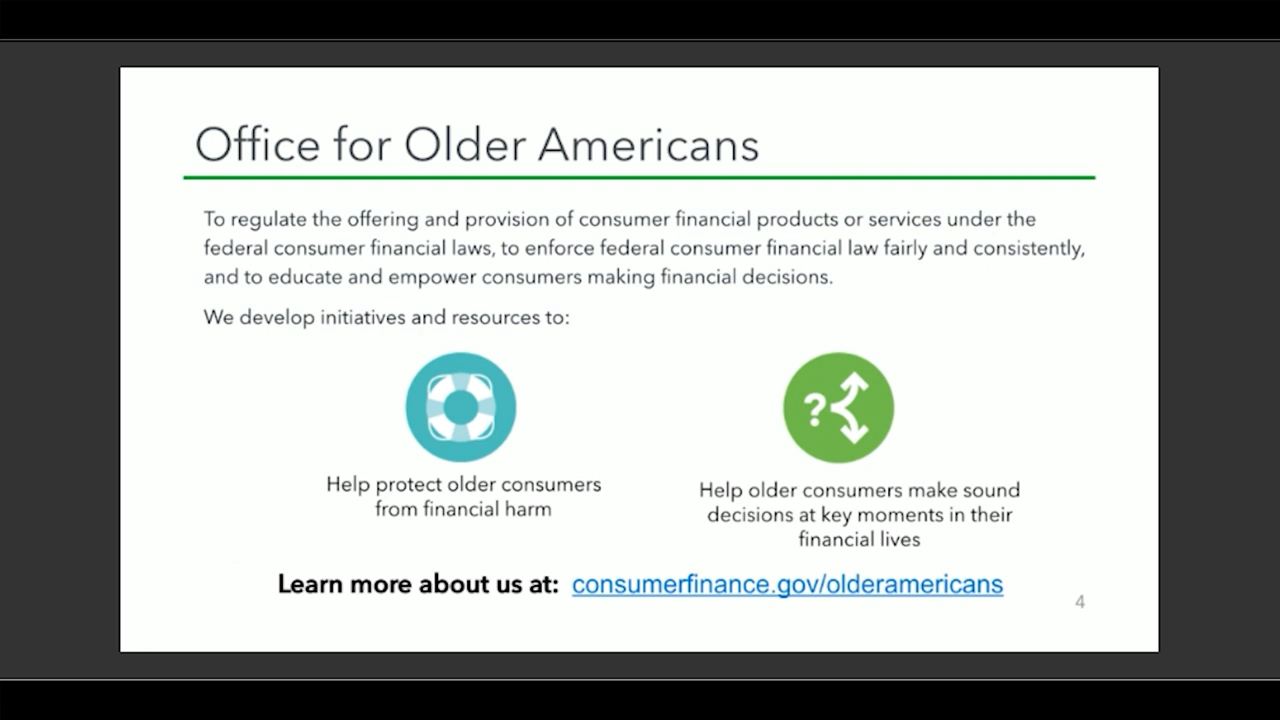 Office for Older Americans
To regulate the offering and provision of consumer financial products or services under the
federal consumer financial laws, to enforce federal consumer financial law fairly and consistently,
and to educate and empower consumers making financial decisions.
We develop initiatives and resources to:
?
Help protect older consumers
from financial harm
Help older consumers make sound
decisions at key moments in their
financial lives
Learn more about us at: consumerfinance.gov/olderamericans
4